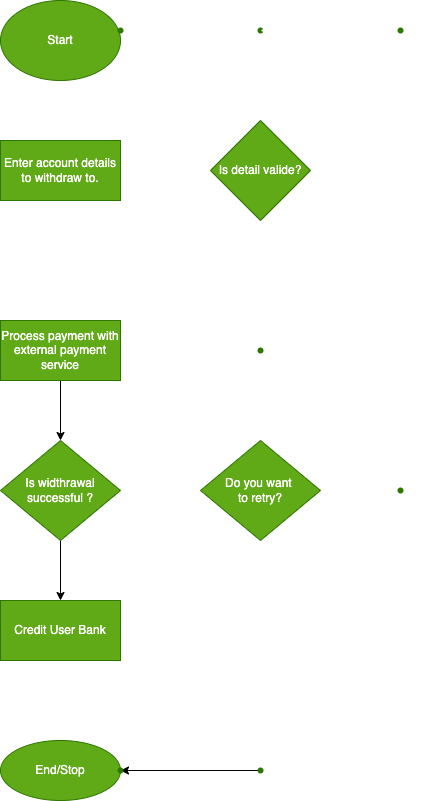 Start
Enter account details
to withdraw to.
Is detail valide?
Process payment with
external payment
service
Is widthrawal
successful ?
Do you want
to retry?
Credit User Bank
End/Stop